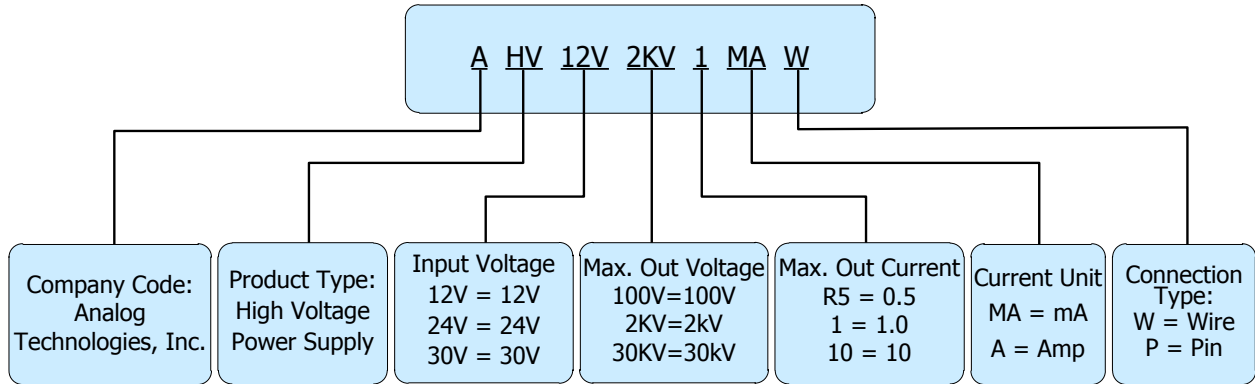 A HV 12V 2KV 1 MA W
Company Code:
Analog
Technologies, Inc.
Product Type:
High Voltage
Power Supply
Input Voltage
12V = 12V
24V = 24V
30V = 30V
Max. Out Voltage
100V=100V
2KV=2kV
30KV=30kV
Max. Out Current
R5 = 0.5
1 = 1.0
10 = 10
Current Unit
MA = mA
A = Amp
Connection
Type:
W = Wire
P = Pin